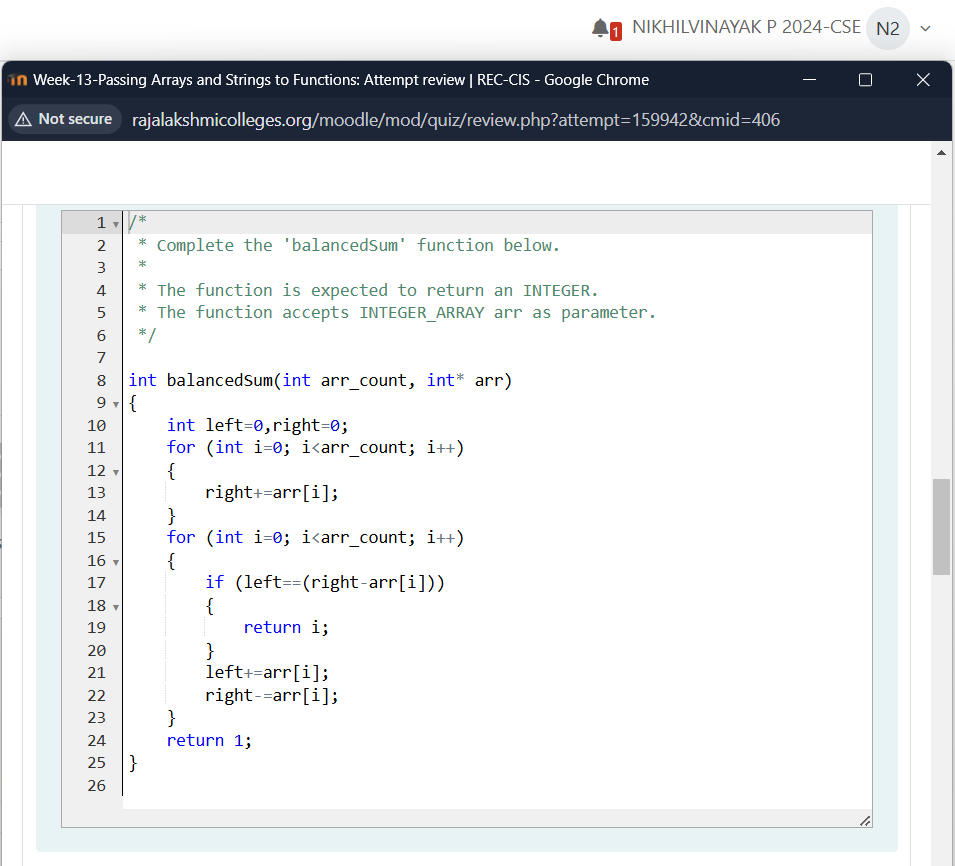 1 NIKHILVINAYAK P 2024-CSE N2
in Week-13-Passing Arrays and Strings to Functions: Attempt review | REC-CIS - Google Chrome
Not secure rajalakshmicolleges.org/moodle/mod/quiz/review.php?attempt=159942&cmid=406
1 /*
2  * Complete the 'balancedSum' function below.
3  *
4  * The function is expected to return an INTEGER.
5  * The function accepts INTEGER_ARRAY arr as parameter.
6  */
7
8 int balancedSum(int arr_count, int* arr)
9 {
10     int left=0,right=0;
11     for (int i=0; i<arr_count; i++)
12     {
13         right+=arr[i];
14     }
15     for (int i=0; i<arr_count; i++)
16     {
17         if (left==(right-arr[i]))
18         {
19             return i;
20         }
21         left+=arr[i];
22         right-=arr[i];
23     }
24     return 1;
25 }
26